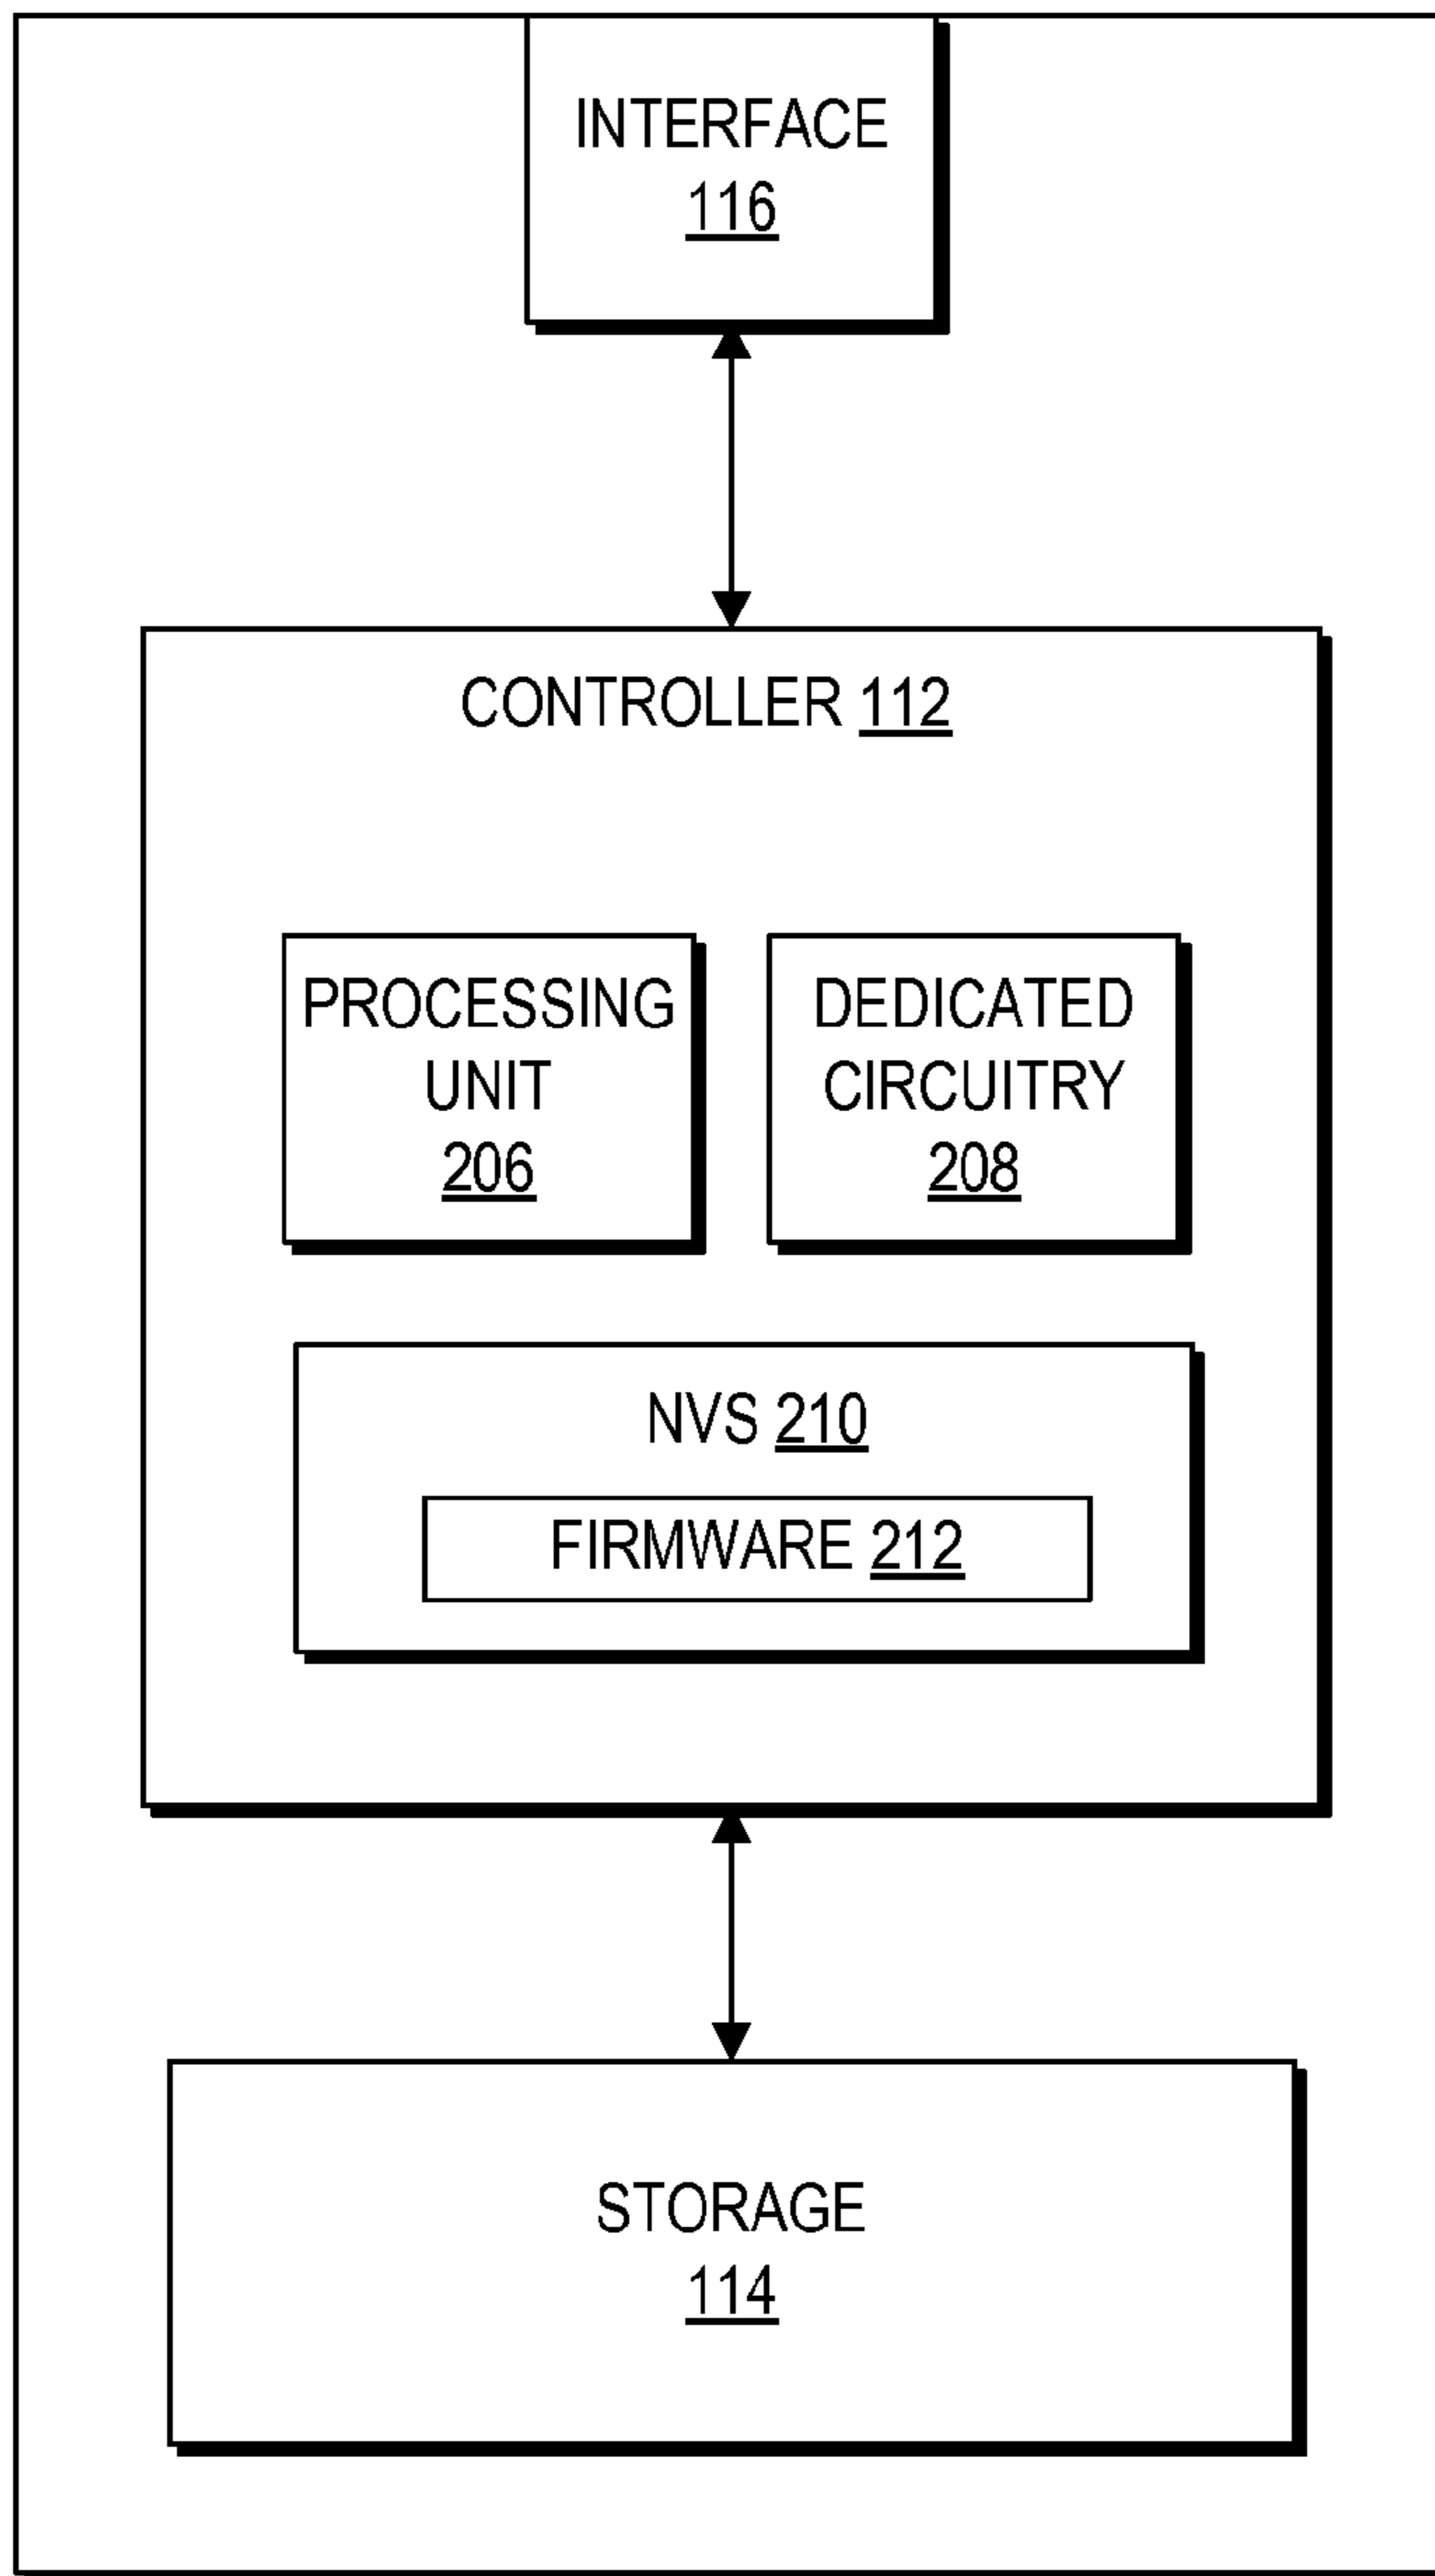 INTERFACE
116
CONTROLLER 112
PROCESSING
UNIT
206
DEDICATED
CIRCUITRY
208
NVS 210
FIRMWARE 212
STORAGE
114